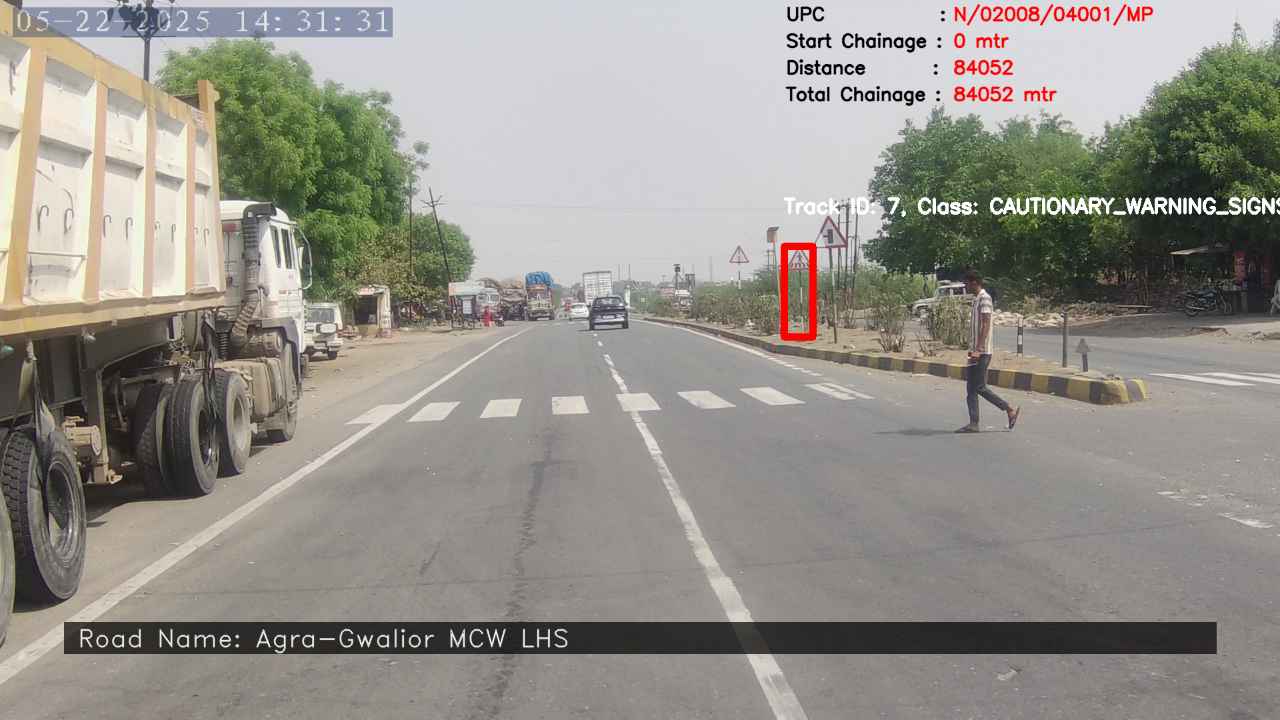 05-22-2025 14:31:31
UPC : N/02008/04001/MP
Start Chainage : 0 mtr
Distance : 84052
Total Chainage : 84052 mtr
Track ID: 7, Class: CAUTIONARY_WARNING_SIGNS
Road Name: Agra-Gwalior MCW LHS